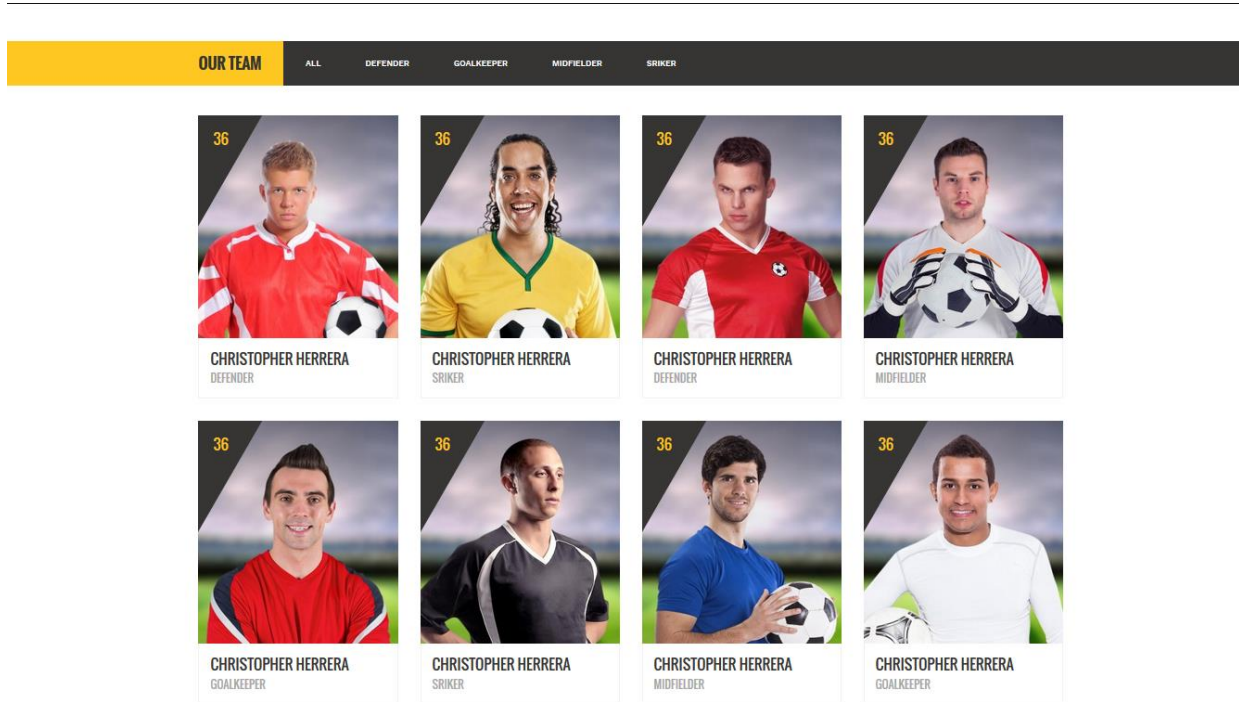 OUR TEAM ALL DEFENDER GOALKEEPER MIDFIELDER SRIKER
36 36 36 36
CHRISTOPHER HERRERA CHRISTOPHER HERRERA CHRISTOPHER HERRERA CHRISTOPHER HERRERA
DEFENDER SRIKER DEFENDER MIDFIELDER
36 36 36 36
CHRISTOPHER HERRERA CHRISTOPHER HERRERA CHRISTOPHER HERRERA CHRISTOPHER HERRERA
GOALKEEPER SRIKER MIDFIELDER GOALKEEPER